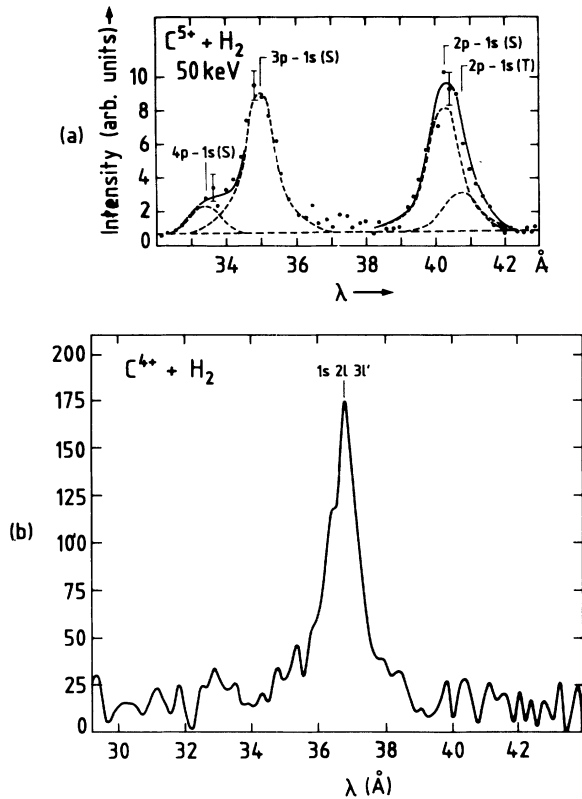 Intensity (arb. units)
C⁵⁺ + H₂
50 keV
3p – 1s (S)
2p – 1s (S)
2p – 1s (T)
4p – 1s (S)
(a)
10
8
6
4
2
0
34 36 38 40 42 Å
λ
200
175
150
125
100
75
50
25
0
C⁴⁺ + H₂
1s 2l 3l'
(b)
30 32 34 36 38 40 42
λ (Å)